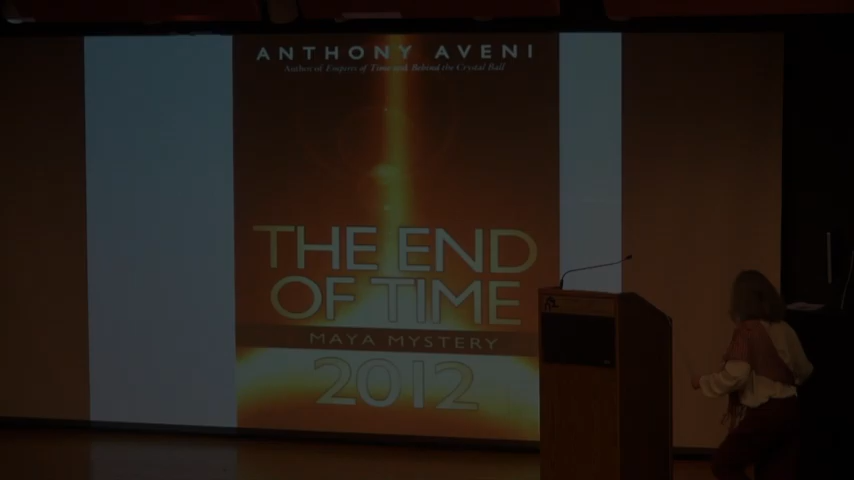 ANTHONY AVENI
Author of Empires of Time and Behind the Crystal Ball
THE END
OF TIME
MAYA MYSTERY
2012